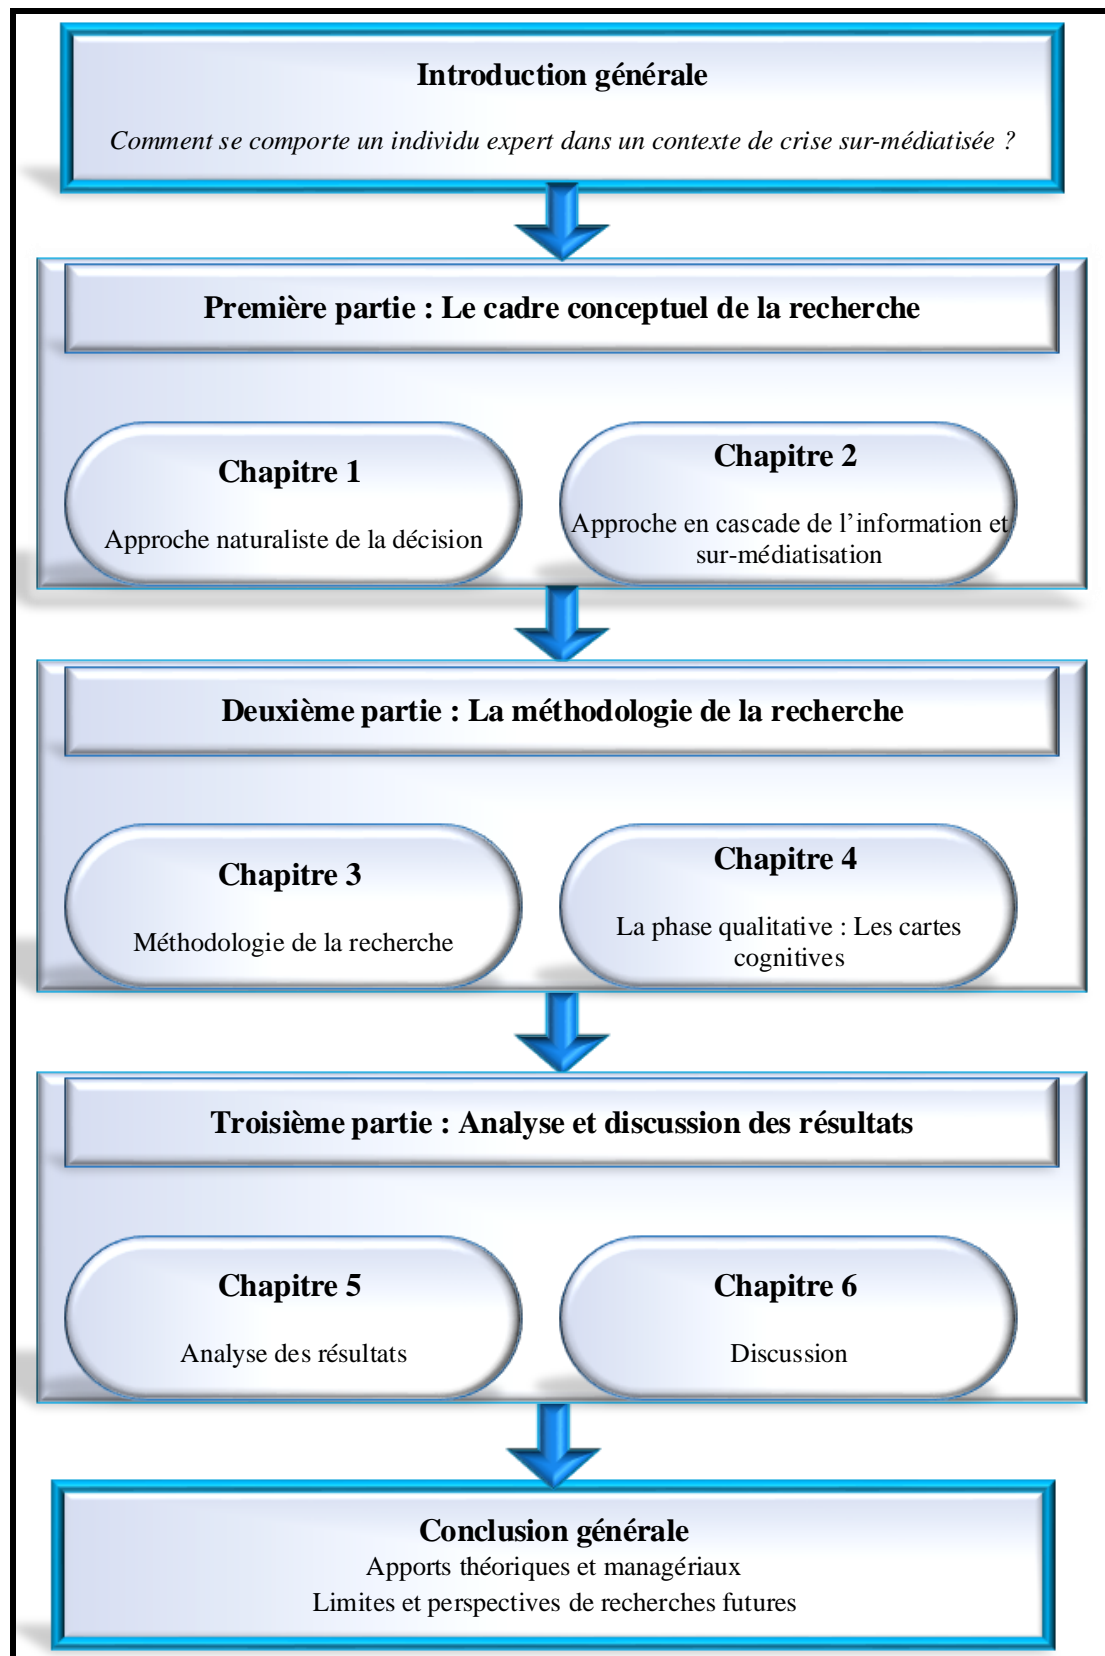 Introduction générale
Comment se comporte un individu expert dans un contexte de crise sur-médiatisée ?
Première partie : Le cadre conceptuel de la recherche
Chapitre 1
Approche naturaliste de la décision
Chapitre 2
Approche en cascade de l’information et
sur-médiatisation
Deuxième partie : La méthodologie de la recherche
Chapitre 3
Méthodologie de la recherche
Chapitre 4
La phase qualitative : Les cartes
cognitives
Troisième partie : Analyse et discussion des résultats
Chapitre 5
Analyse des résultats
Chapitre 6
Discussion
Conclusion générale
Apports théoriques et managériaux
Limites et perspectives de recherches futures